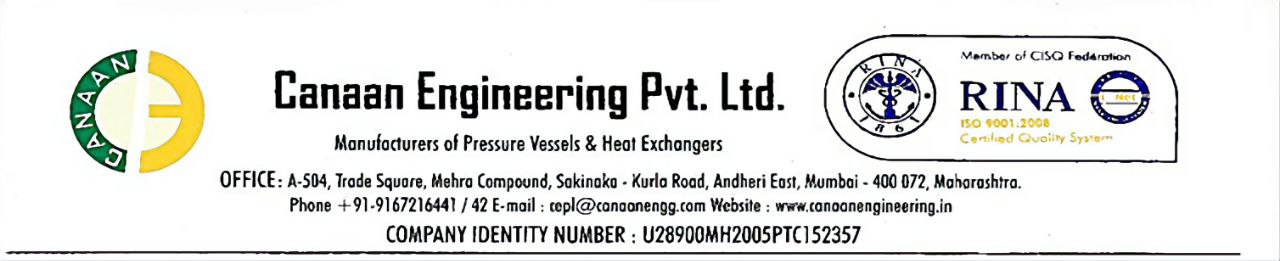 CANAAN
Canaan Engineering Pvt. Ltd.
Manufacturers of Pressure Vessels & Heat Exchangers
RINA
1861
Member of CISQ Federation
RINA
ISO 9001:2008
Certified Quality System
OFFICE: A-504, Trade Square, Mehra Compound, Sakinaka - Kurla Road, Andheri East, Mumbai - 400 072, Maharashtra.
Phone +91-9167216441 / 42 E-mail : cepl@canaanengg.com Website : www.canaanengineering.in
COMPANY IDENTITY NUMBER : U28900MH2005PTC152357